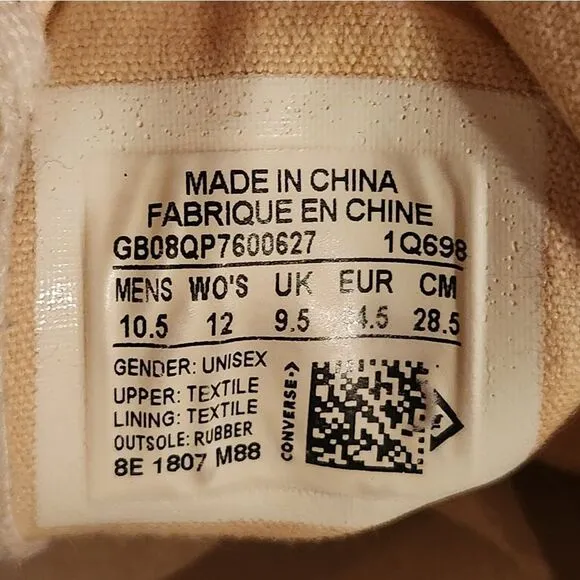 MADE IN CHINA
FABRIQUE EN CHINE
GB08QP7600627 1Q698
MENS WO'S UK EUR CM
10.5 12 9.5 28.5
GENDER: UNISEX
UPPER: TEXTILE
LINING: TEXTILE
OUTSOLE: RUBBER
8E 1807 M88
CONVERSE